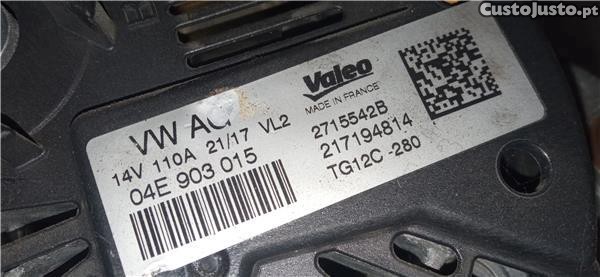 CustoJusto.pt
Valeo
MADE IN FRANCE
VW AG
14V 110A 21/17 VL2
04E 903 015
2715542B
217194814
TG12C -280